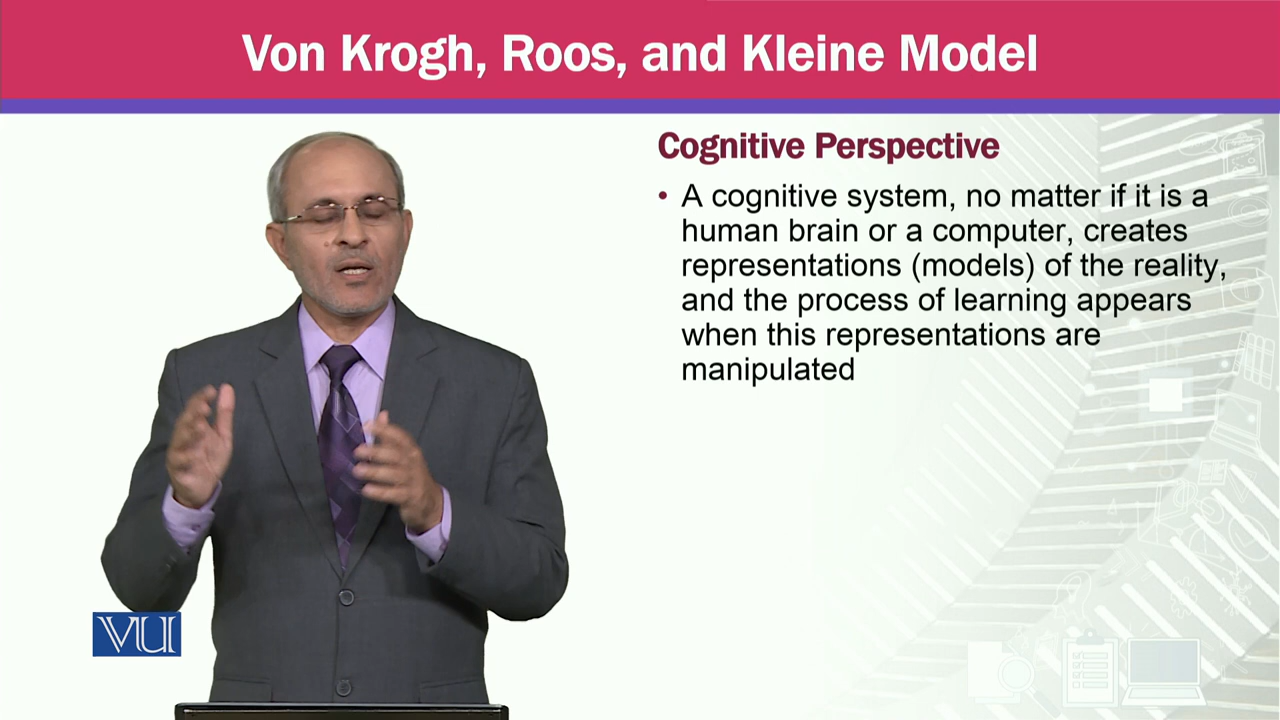 Von Krogh, Roos, and Kleine Model
Cognitive Perspective
• A cognitive system, no matter if it is a
human brain or a computer, creates
representations (models) of the reality,
and the process of learning appears
when this representations are
manipulated
VU